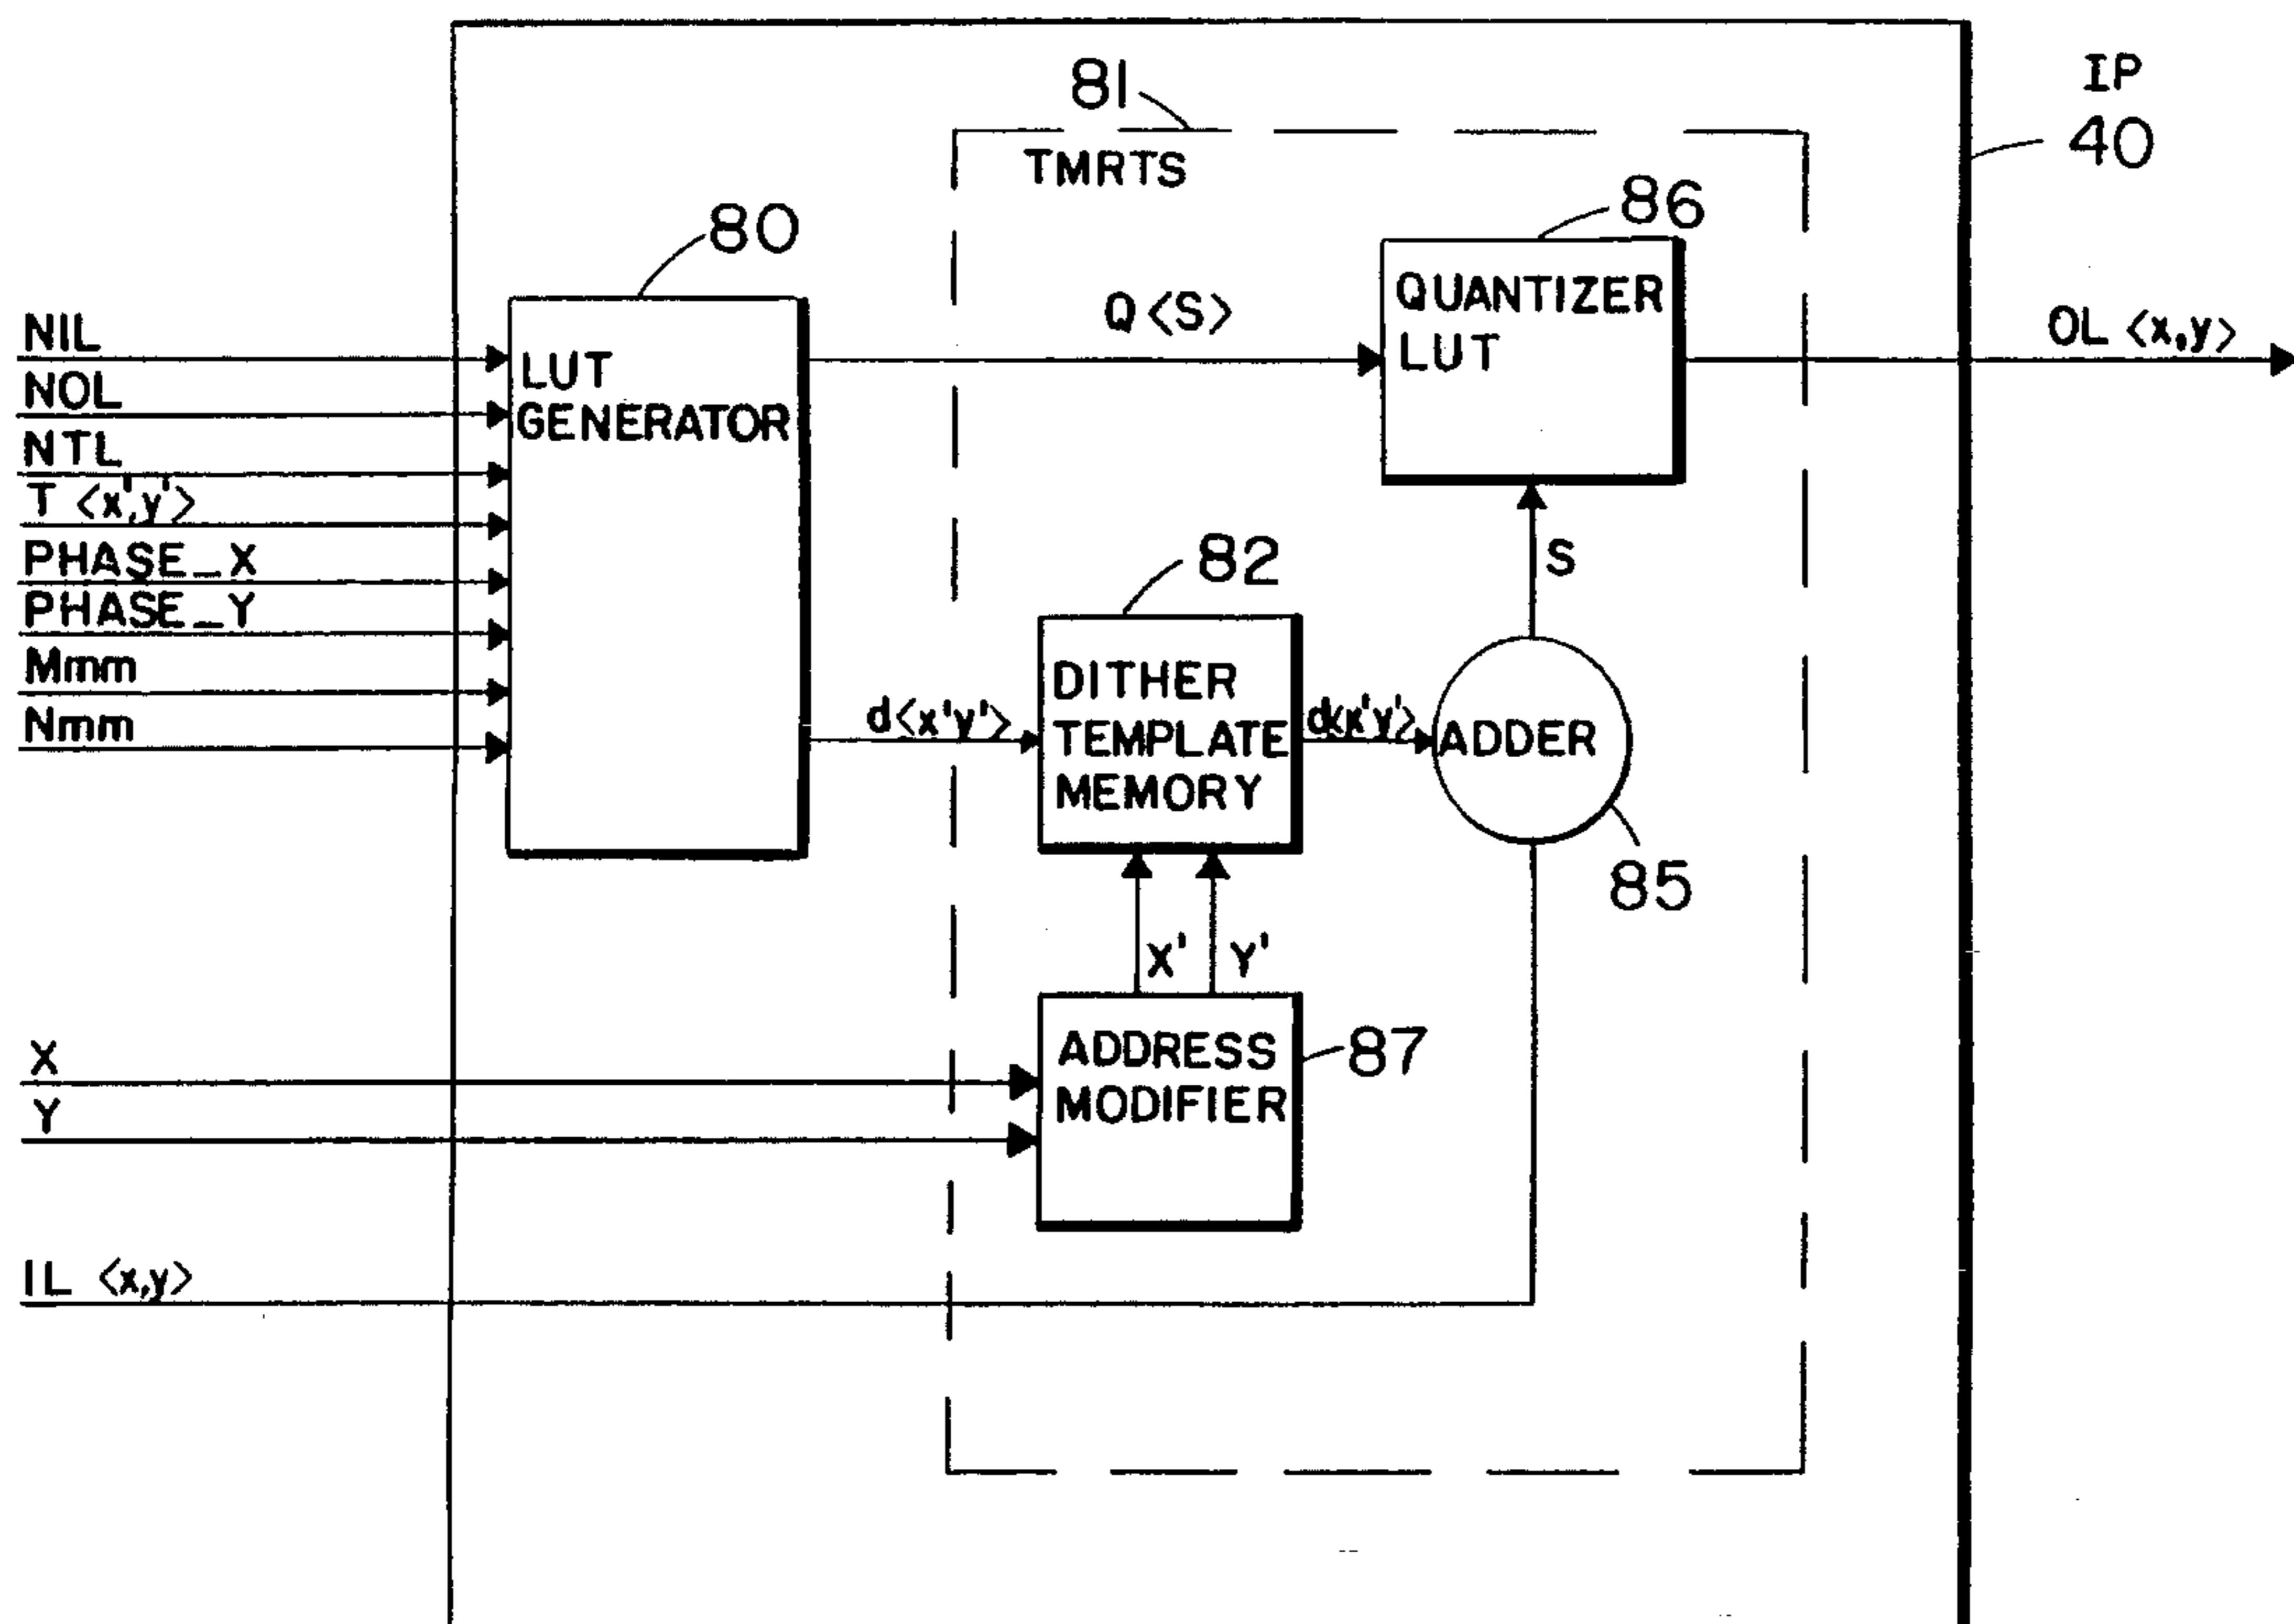 IP
40
81
TMRTS
86
80
QUANTIZER
LUT
Q<S>
OL <x,y>
NIL
NOL
NTL
T <x',y'>
PHASE_X
PHASE_Y
Mmm
Nmm
LUT
GENERATOR
82
S
DITHER
TEMPLATE
MEMORY
d<x'y'>
d<x'y'>
ADDER
85
X'
Y'
ADDRESS
MODIFIER
87
X
Y
IL <x,y>